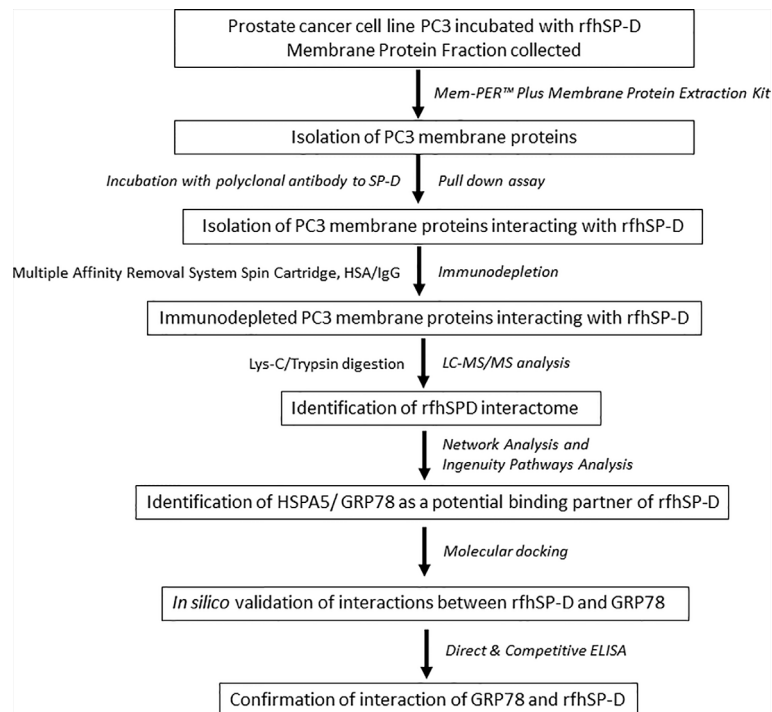 Prostate cancer cell line PC3 incubated with rfhSP-D
Membrane Protein Fraction collected
Mem-PER™ Plus Membrane Protein Extraction Kit
Isolation of PC3 membrane proteins
Incubation with polyclonal antibody to SP-D
Pull down assay
Isolation of PC3 membrane proteins interacting with rfhSP-D
Multiple Affinity Removal System Spin Cartridge, HSA/IgG
Immunodepletion
Immunodepleted PC3 membrane proteins interacting with rfhSP-D
Lys-C/Trypsin digestion
LC-MS/MS analysis
Identification of rfhSPD interactome
Network Analysis and
Ingenuity Pathways Analysis
Identification of HSPA5/ GRP78 as a potential binding partner of rfhSP-D
Molecular docking
In silico validation of interactions between rfhSP-D and GRP78
Direct & Competitive ELISA
Confirmation of interaction of GRP78 and rfhSP-D